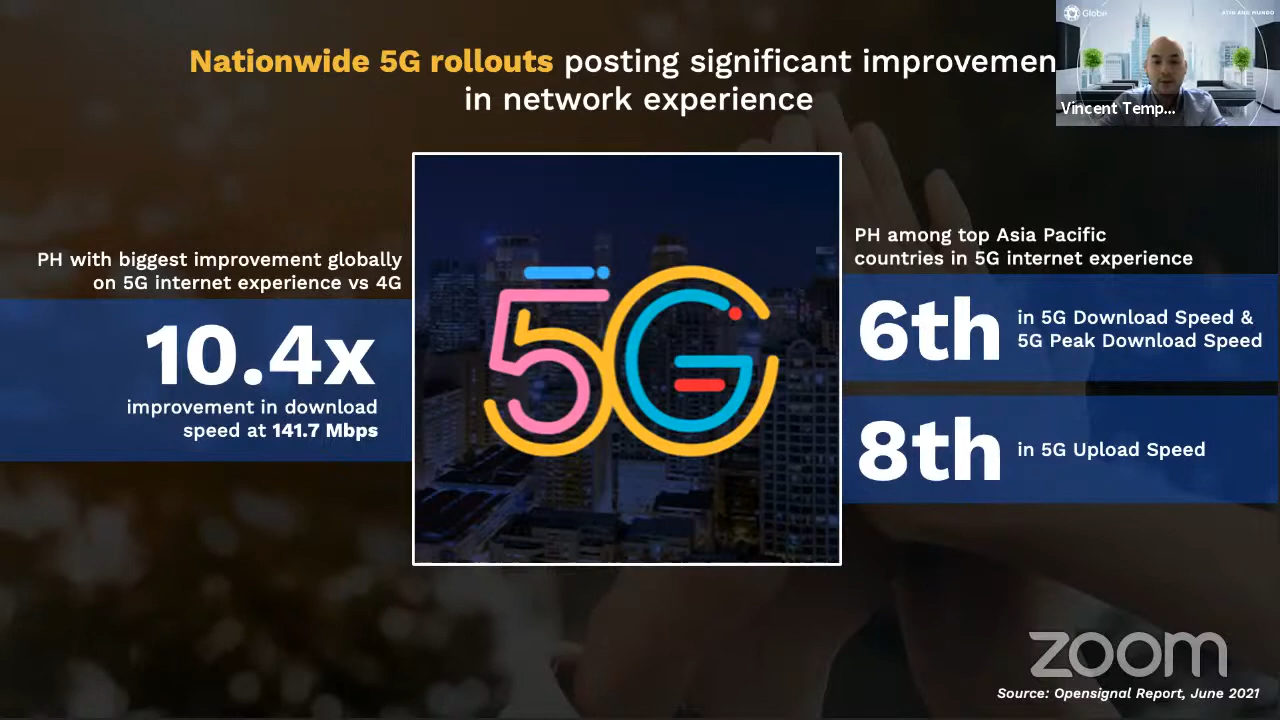 Nationwide 5G rollouts posting significant improvemen
in network experience
Globe
Vincent Temp...
PH with biggest improvement globally
on 5G internet experience vs 4G
10.4x
improvement in download
speed at 141.7 Mbps
5G
PH among top Asia Pacific
countries in 5G internet experience
6th
in 5G Download Speed &
5G Peak Download Speed
8th
in 5G Upload Speed
zoom
Source: Opensignal Report, June 2021